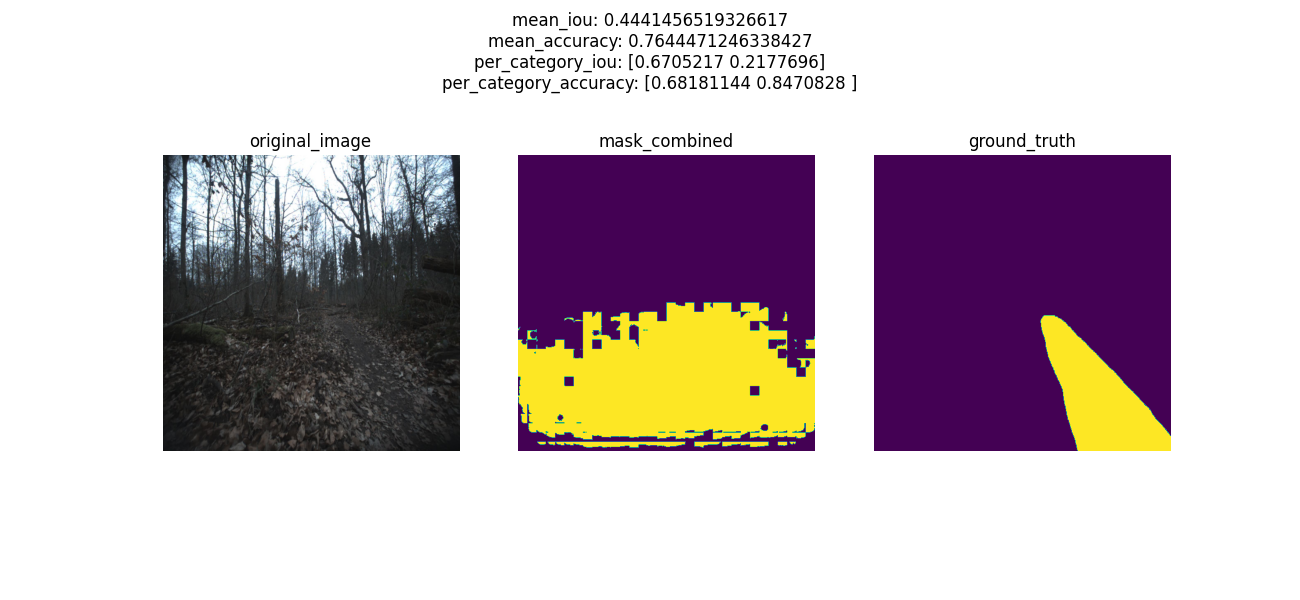 mean_iou: 0.4441456519326617
mean_accuracy: 0.7644471246338427
per_category_iou: [0.6705217 0.2177696]
per_category_accuracy: [0.68181144 0.8470828 ]
original_image
mask_combined
ground_truth